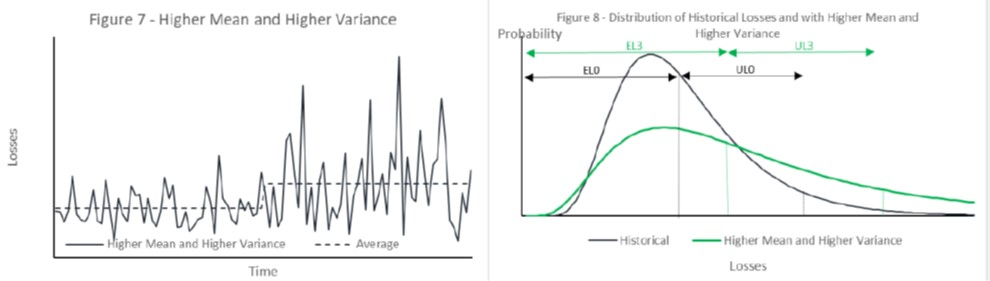 Figure 7 - Higher Mean and Higher Variance
Losses
Higher Mean and Higher Variance
Average
Time
Figure 8 - Distribution of Historical Losses and with Higher Mean and
Higher Variance
Probability
EL3
UL3
EL0
UL0
Historical
Higher Mean and Higher Variance
Losses